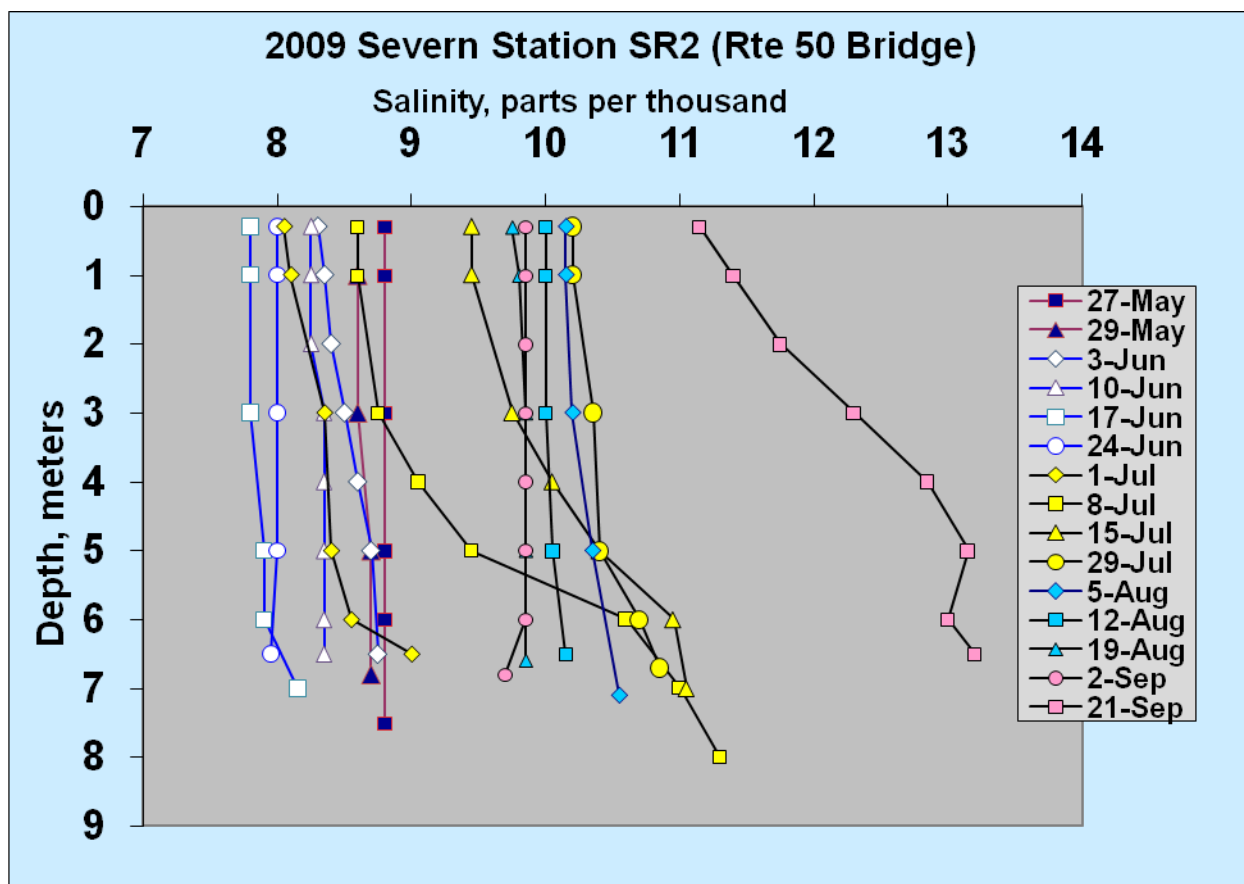 2009 Severn Station SR2 (Rte 50 Bridge)
Salinity, parts per thousand
7 8 9 10 11 12 13 14
Depth, meters
0
1
2
3
4
5
6
7
8
9
27-May
29-May
3-Jun
10-Jun
17-Jun
24-Jun
1-Jul
8-Jul
15-Jul
29-Jul
5-Aug
12-Aug
19-Aug
2-Sep
21-Sep